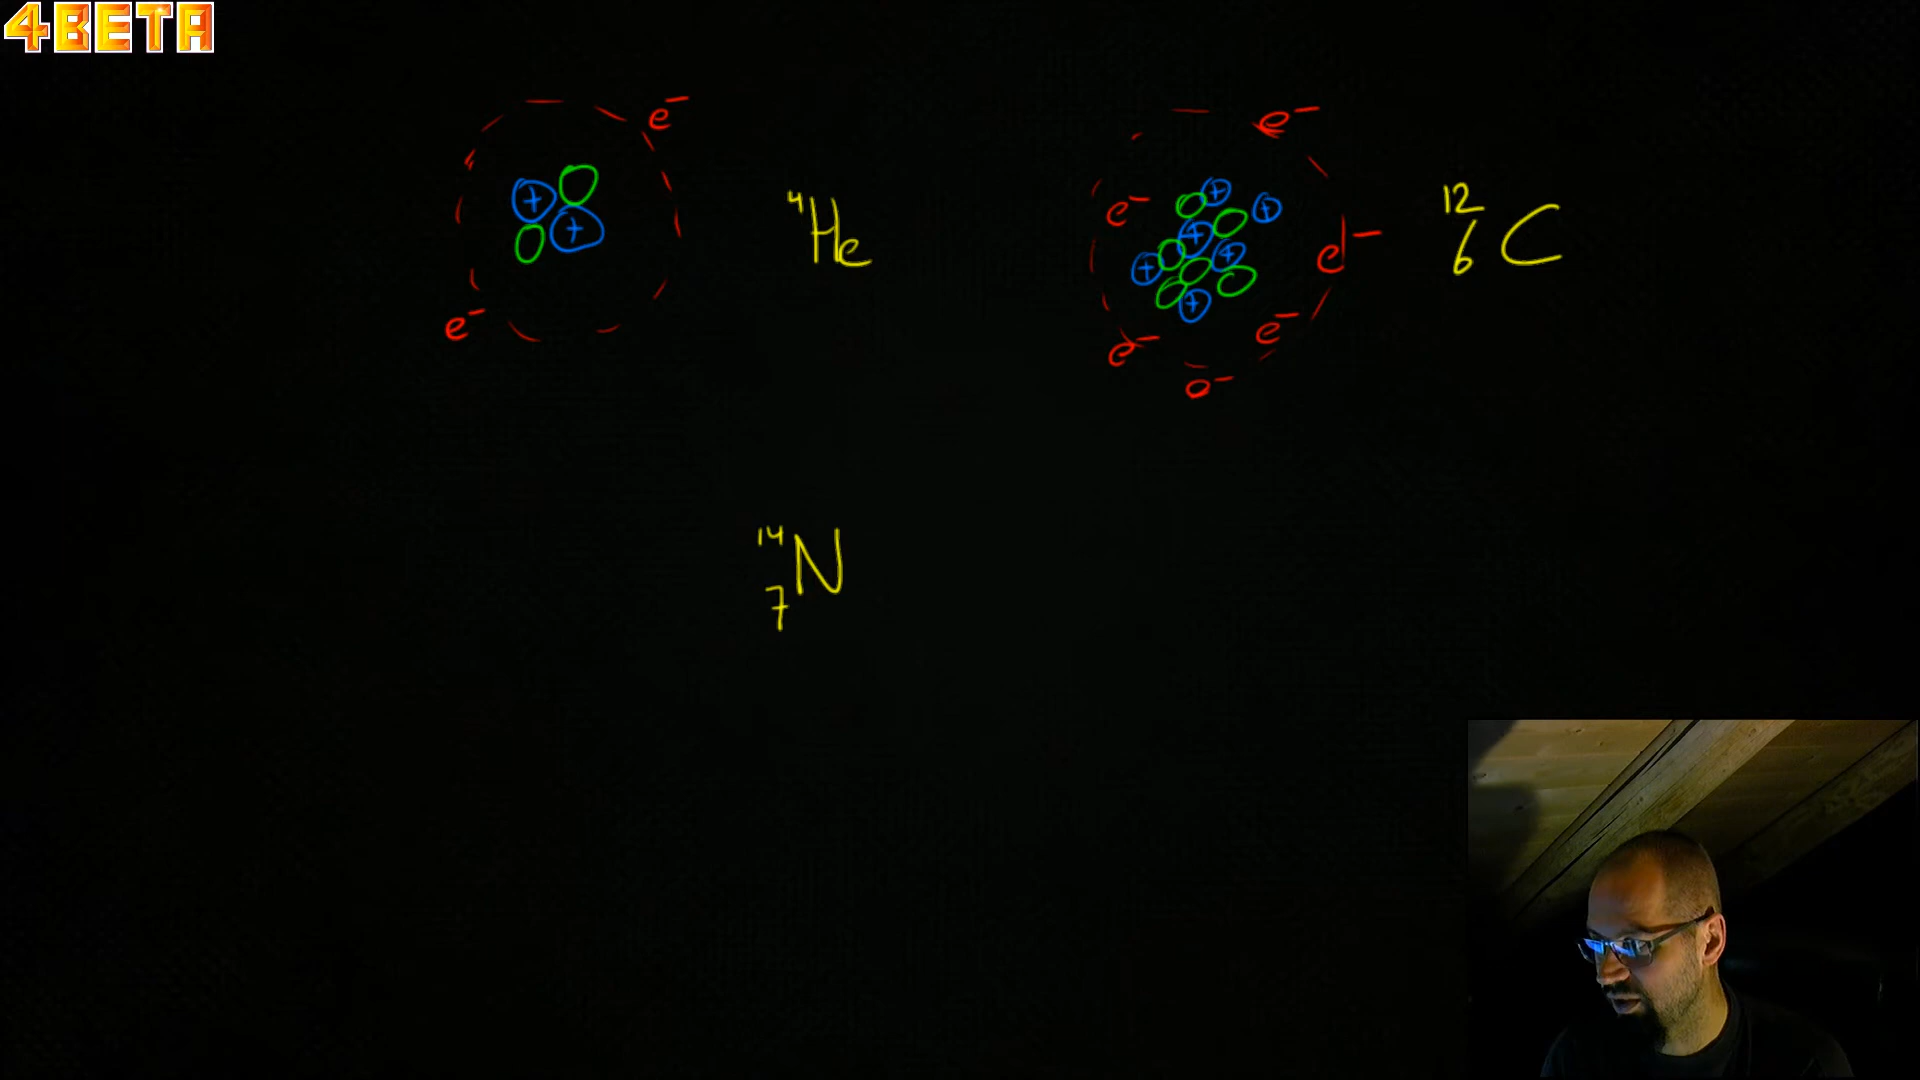 4BETA
e⁻
+
+
e⁻
⁴He
e⁻
e⁻
+
+
+
+
+
+
e⁻
e⁻
e⁻
e⁻
¹²₆C
¹⁴₇N